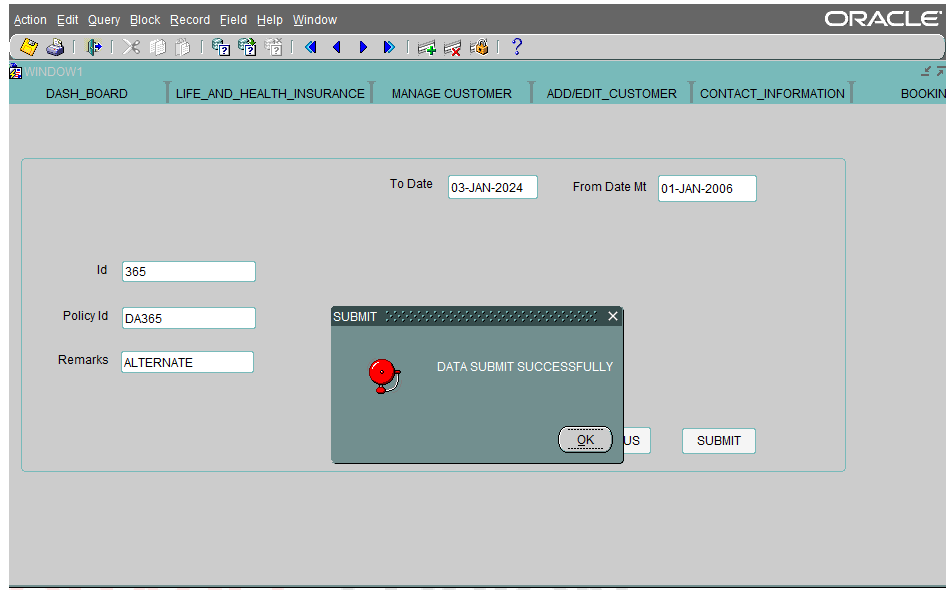 Action Edit Query Block Record Field Help Window
ORACLE
WINDOW1
DASH_BOARD LIFE_AND_HEALTH_INSURANCE MANAGE CUSTOMER ADD/EDIT_CUSTOMER CONTACT_INFORMATION BOOKIN
To Date 03-JAN-2024 From Date Mt 01-JAN-2006
Id 365
Policy Id DA365
Remarks ALTERNATE
SUBMIT
DATA SUBMIT SUCCESSFULLY
OK
US SUBMIT